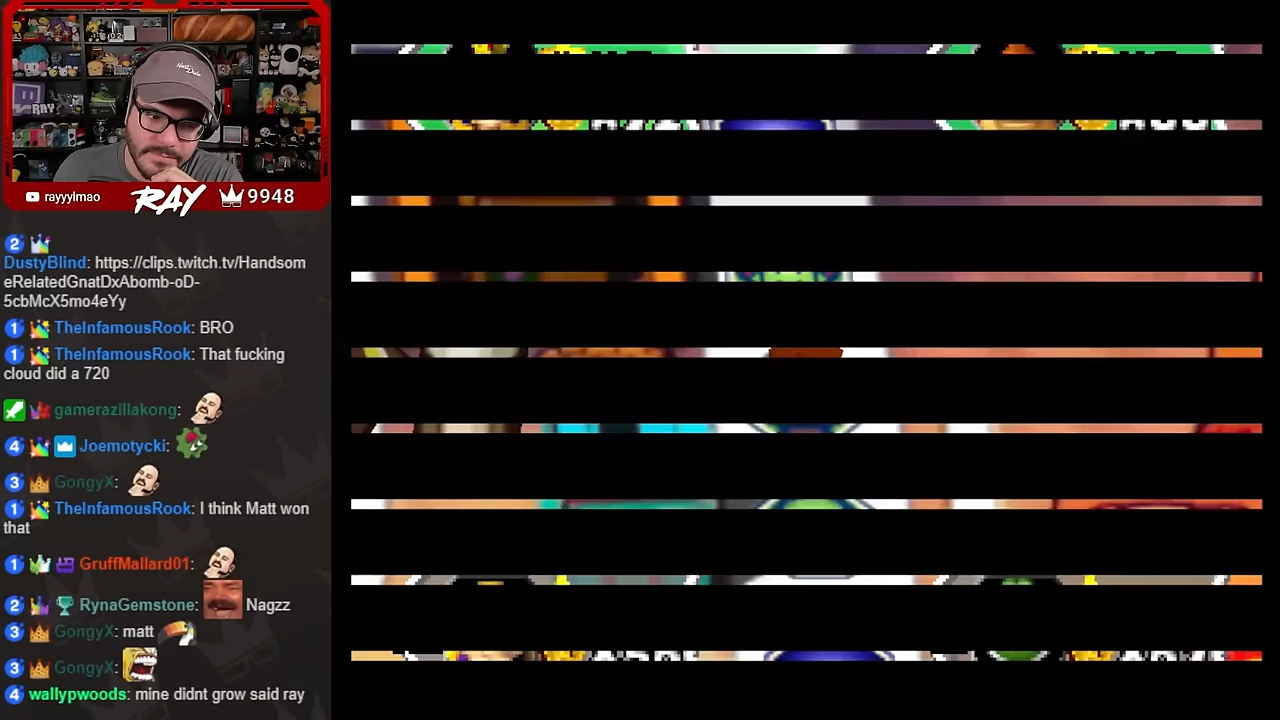 RAY
rayyylmao
RAY
9948
2
DustyBlind: https://clips.twitch.tv/Handsom
eRelatedGnatDxAbomb-oD-
5cbMcX5mo4eYy
1 TheInfamousRook: BRO
1 TheInfamousRook: That fucking
cloud did a 720
gamerazillakong:
4 Joemotycki:
3 GongyX:
1 TheInfamousRook: I think Matt won
that
1 GruffMallard01:
2 RynaGemstone: Nagzz
3 GongyX: matt
3 GongyX:
4 wallypwoods: mine didnt grow said ray